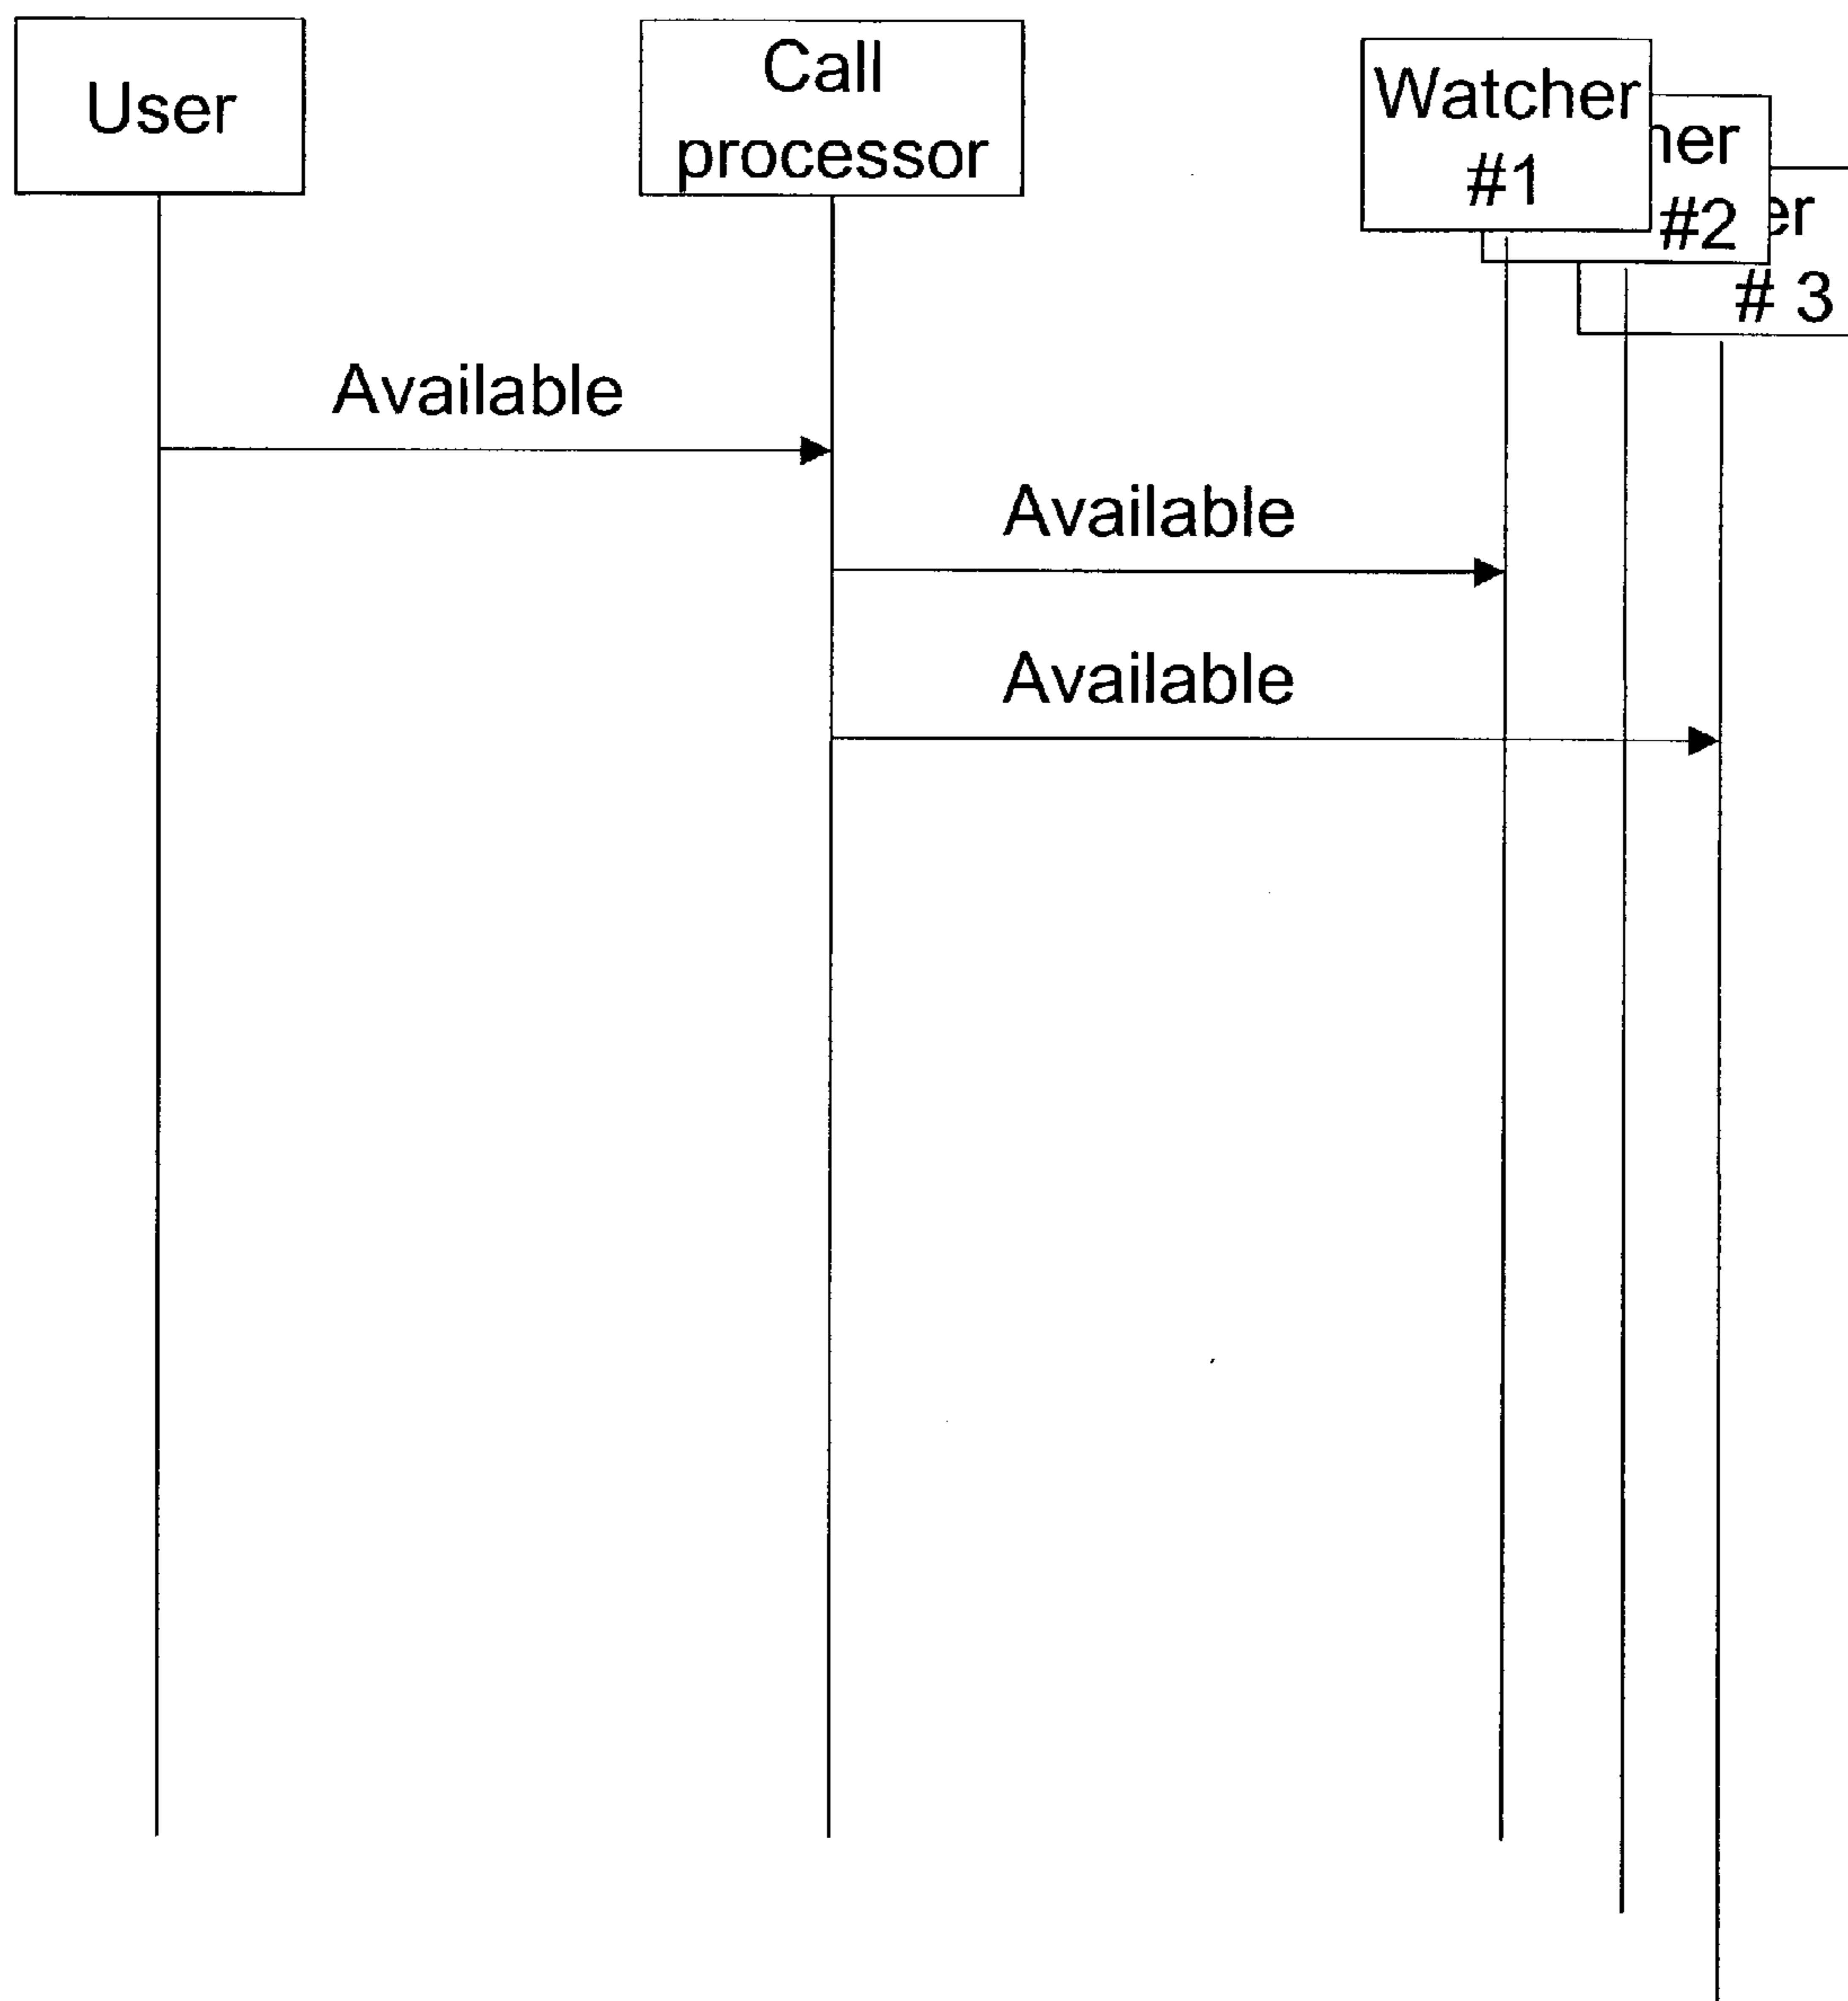 User
Call
processor
Watcher
#1
her
#2
er
# 3
Available
Available
Available